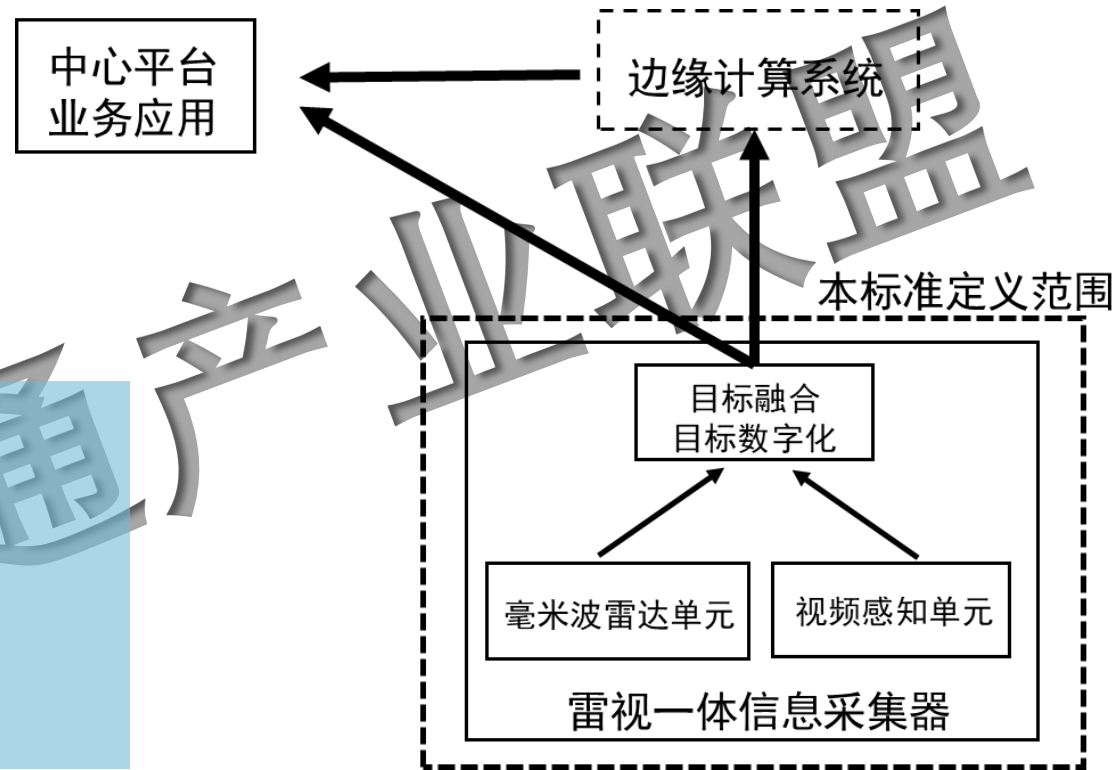 中心平台
业务应用
边缘计算系统
本标准定义范围
目标融合
目标数字化
毫米波雷达单元
视频感知单元
雷视一体信息采集器
通产业联盟